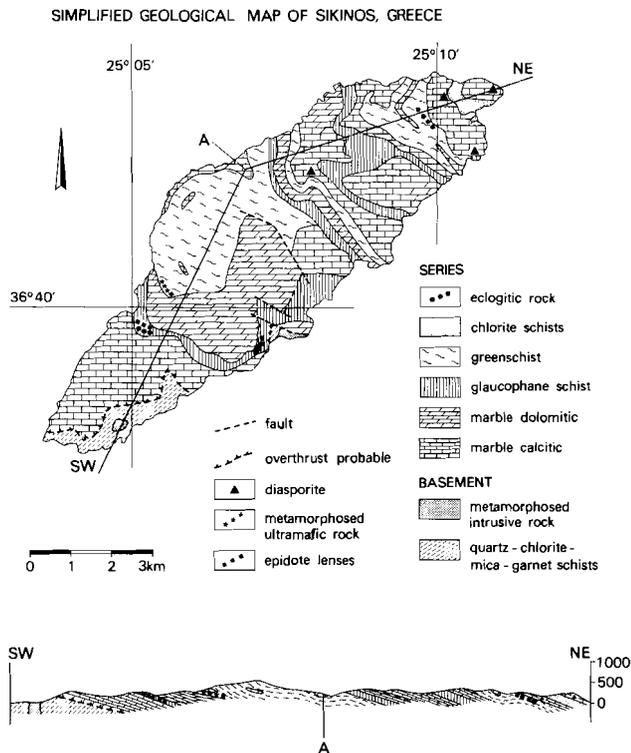 SIMPLIFIED GEOLOGICAL MAP OF SIKINOS, GREECE
25° 05'
25° 10'
NE
A
36° 40'
SW
SERIES
eclogitic rock
chlorite schists
greenschist
glaucophane schist
marble dolomitic
marble calcitic
BASEMENT
metamorphosed
intrusive rock
quartz - chlorite -
mica - garnet schists
fault
overthrust probable
diasporite
metamorphosed
ultramafic rock
epidote lenses
0 1 2 3km
SW
NE
1000
500
0
A